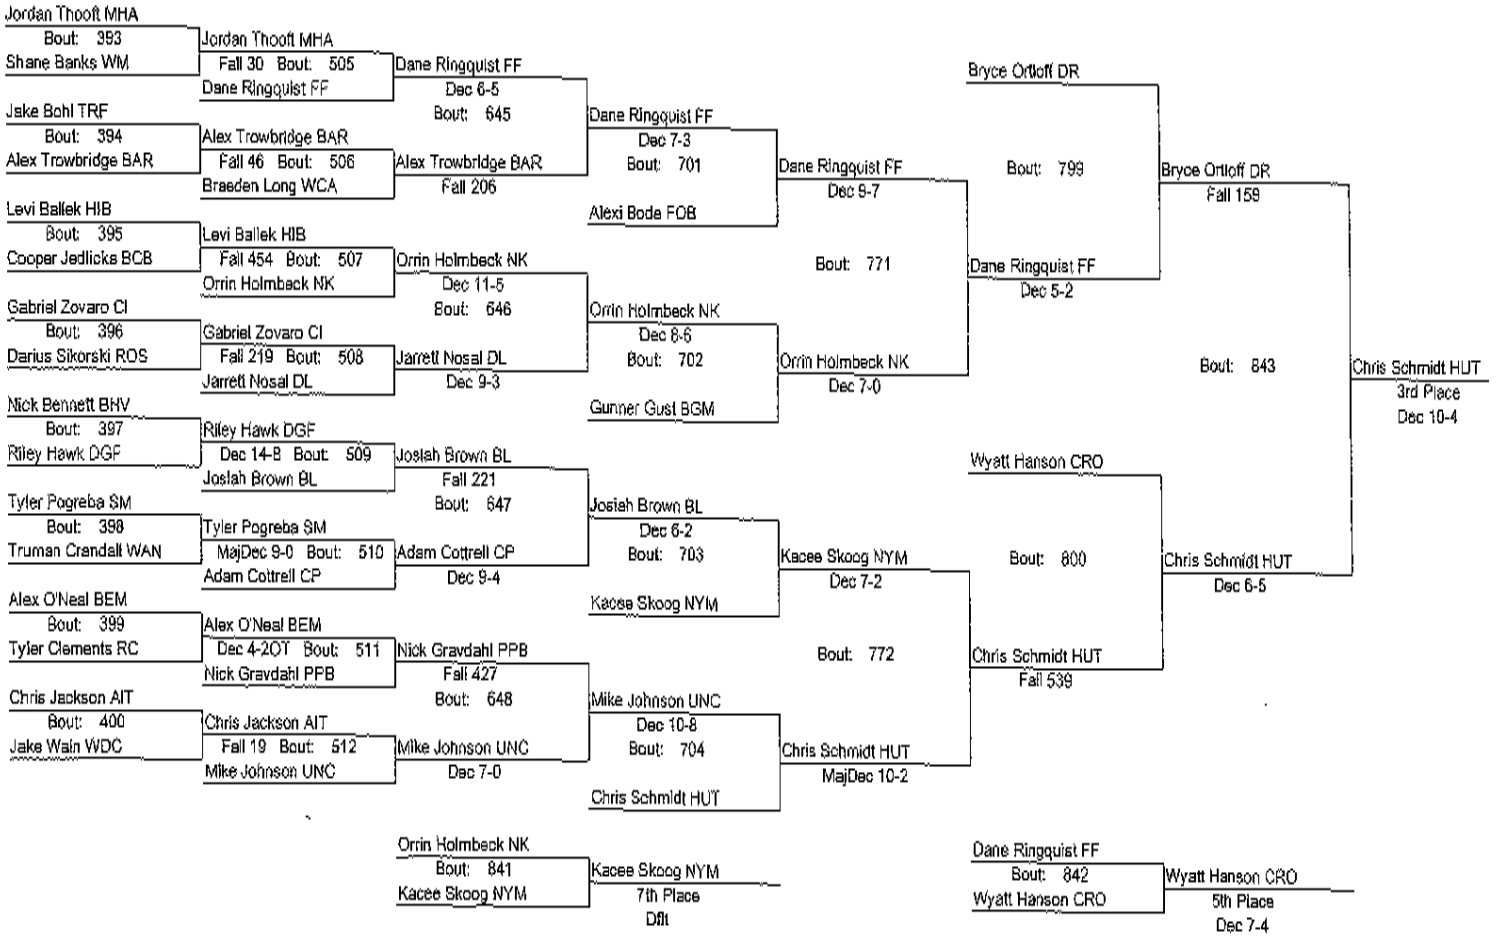 Jordan Thooft MHA
Bout: 393
Shane Banks WM
Jake Bohl TRF
Bout: 394
Alex Trowbridge BAR
Levi Ballek HIB
Bout: 395
Cooper Jedlicka BCB
Gabriel Zovaro CI
Bout: 396
Darius Sikorski ROS
Nick Bennett BHV
Bout: 397
Riley Hawk DGF
Tyler Pogreba SM
Bout: 398
Truman Crandall WAN
Alex O'Neal BEM
Bout: 399
Tyler Clements RC
Chris Jackson AIT
Bout: 400
Jake Wain WDC
Jordan Thooft MHA
Fall 30 Bout: 505
Dane Ringquist FF
Alex Trowbridge BAR
Fall 46 Bout: 506
Braeden Long WCA
Levi Ballek HIB
Fall 454 Bout: 507
Orrin Holmbeck NK
Gabriel Zovaro CI
Fall 219 Bout: 508
Jarrett Nosal DL
Riley Hawk DGF
Dec 14-8 Bout: 509
Josiah Brown BL
Tyler Pogreba SM
MajDec 9-0 Bout: 510
Adam Cottrell CP
Alex O'Neal BEM
Dec 4-2OT Bout: 511
Nick Gravdahl PPB
Chris Jackson AIT
Fall 19 Bout: 512
Mike Johnson UNC
Dane Ringquist FF
Dec 6-5
Bout: 645
Alex Trowbridge BAR
Fall 206
Orrin Holmbeck NK
Dec 11-5
Bout: 646
Jarrett Nosal DL
Dec 9-3
Josiah Brown BL
Fall 221
Bout: 647
Adam Cottrell CP
Dec 9-4
Nick Gravdahl PPB
Fall 427
Bout: 648
Mike Johnson UNC
Dec 7-0
Dane Ringquist FF
Dec 7-3
Bout: 701
Alexi Boda FOB
Orrin Holmbeck NK
Dec 8-6
Bout: 702
Gunner Gust BGM
Josiah Brown BL
Dec 6-2
Bout: 703
Kacee Skoog NYM
Mike Johnson UNC
Dec 10-8
Bout: 704
Chris Schmidt HUT
Dane Ringquist FF
Dec 9-7
Bout: 771
Orrin Holmbeck NK
Dec 7-0
Kacee Skoog NYM
Dec 7-2
Bout: 772
Chris Schmidt HUT
MajDec 10-2
Bryce Ortloff DR
Bout: 799
Dane Ringquist FF
Dec 5-2
Wyatt Hanson CRO
Bout: 800
Chris Schmidt HUT
Fall 539
Bryce Ortloff DR
Fall 159
Bout: 843
Chris Schmidt HUT
Dec 6-5
Chris Schmidt HUT
3rd Place
Dec 10-4
Orrin Holmbeck NK
Bout: 841
Kacee Skoog NYM
Kacee Skoog NYM
7th Place
Dflt
Dane Ringquist FF
Bout: 842
Wyatt Hanson CRO
Wyatt Hanson CRO
5th Place
Dec 7-4